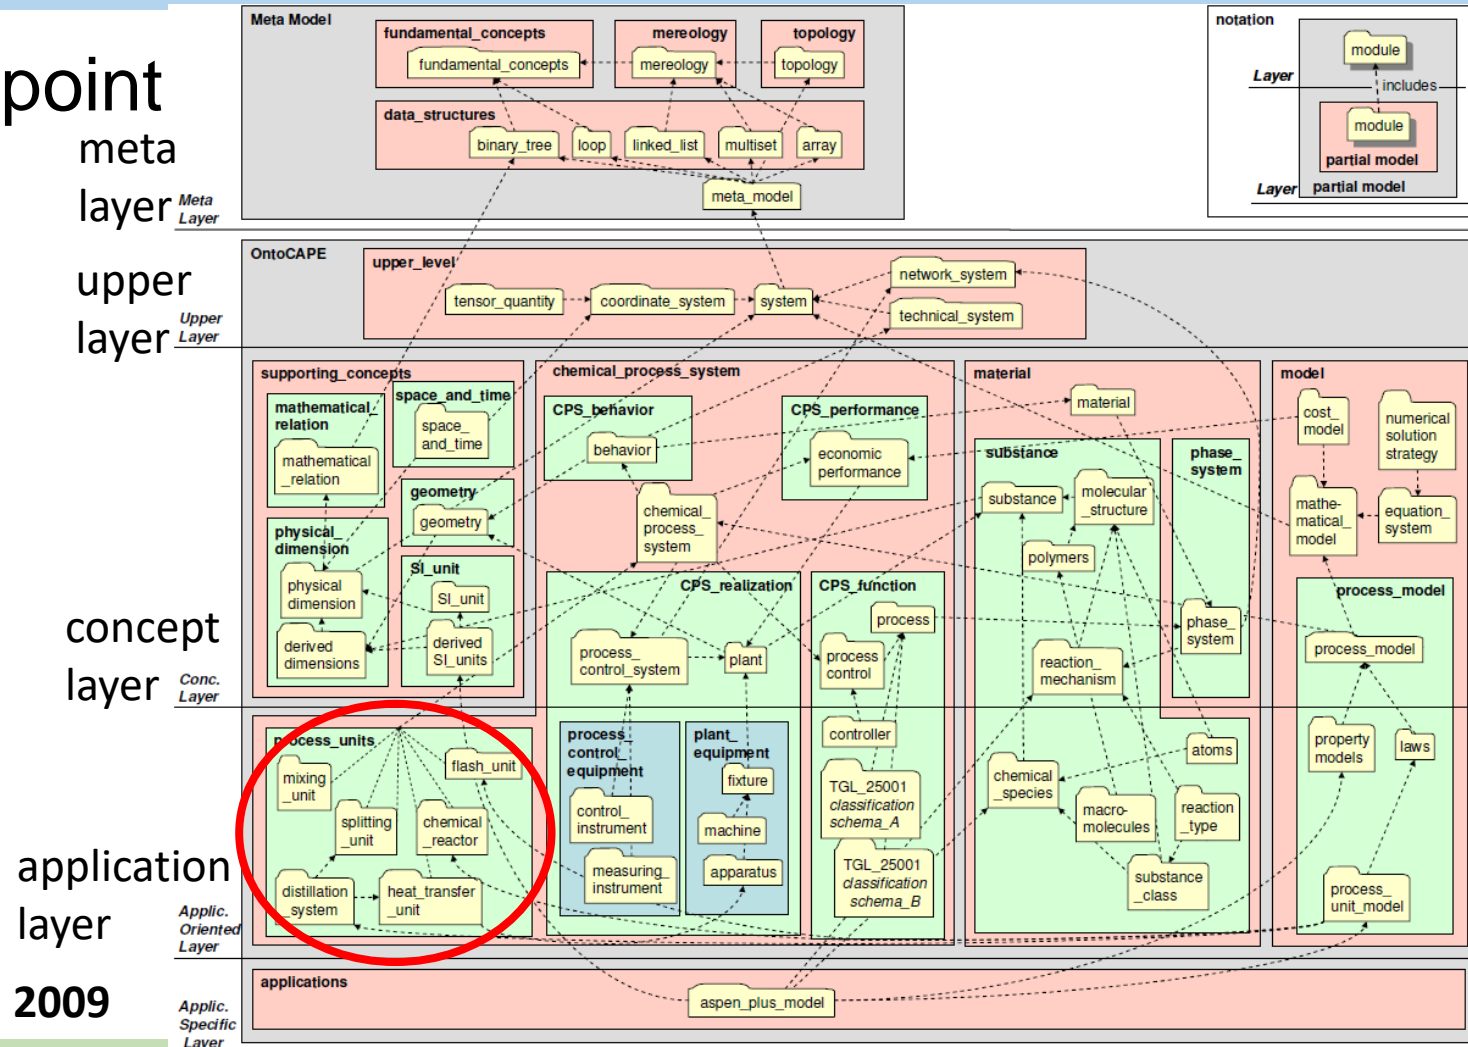 point
meta
layer
upper
layer
concept
layer
application
layer
2009
Meta
Layer
Upper
Layer
Conc.
Layer
Applic.
Oriented
Layer
Applic.
Specific
Layer
Meta Model
fundamental_concepts
fundamental_concepts
mereology
mereology
topology
topology
data_structures
binary_tree
loop
linked_list
multiset
array
meta_model
notation
module
Layer
includes
module
partial model
Layer
partial model
OntoCAPE
upper_level
tensor_quantity
coordinate_system
system
network_system
technical_system
supporting_concepts
mathematical_
relation
mathematical
_relation
space_and_time
space_
and_time
geometry
geometry
physical_
dimension
physical
dimension
derived
dimensions
SI_unit
SI_unit
derived
SI_units
chemical_process_system
CPS_behavior
behavior
CPS_performance
economic
performance
chemical_
process_
system
CPS_realization
process_
control_system
plant
CPS_function
process
process
control
controller
TGL_25001
classification
schema_A
TGL_25001
classification
schema_B
process_
control_
equipment
control_
instrument
measuring_
instrument
plant_
equipment
fixture
machine
apparatus
material
material
substance
substance
molecular
_structure
polymers
reaction_
mechanism
phase_
system
phase_
system
atoms
chemical
_species
macro-
molecules
reaction
_type
substance
_class
model
cost_
model
numerical
solution
strategy
mathe-
matical_
model
equation_
system
process_model
process_model
property
models
laws
process_
unit_model
process_units
mixing
_unit
flash_unit
splitting
_unit
chemical
_reactor
distillation
_system
heat_transfer
_unit
applications
aspen_plus_model